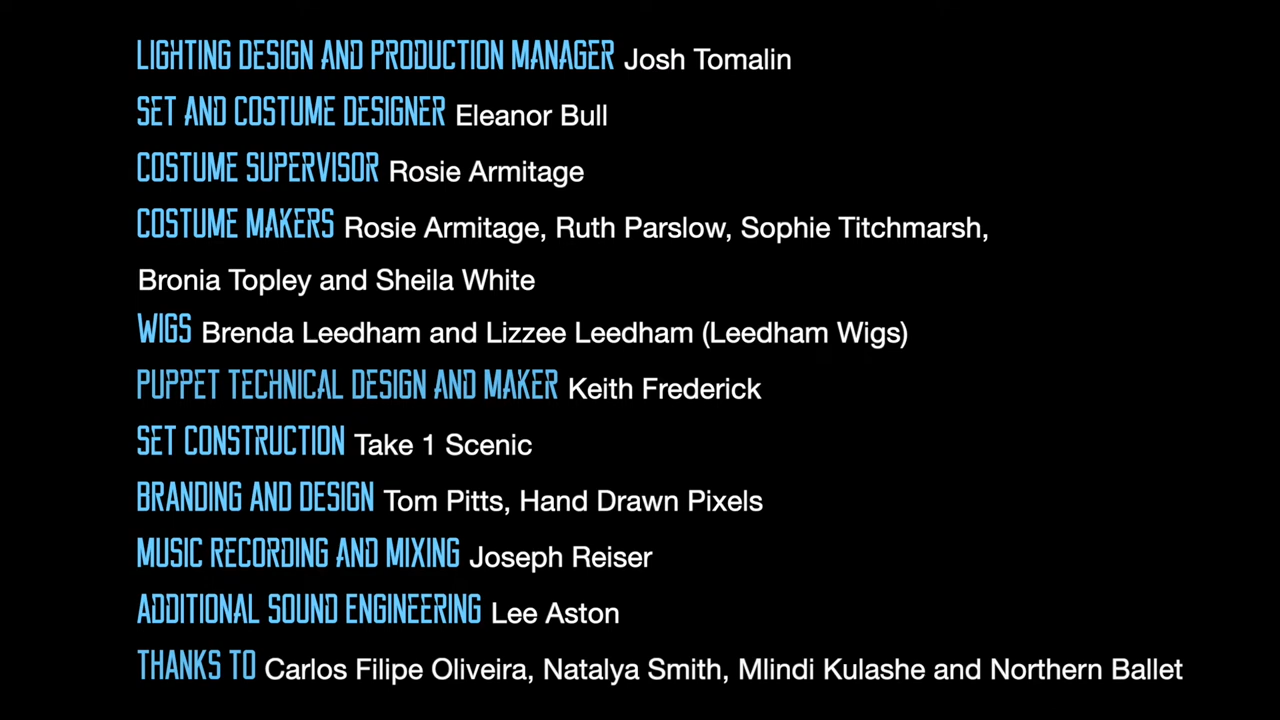 LIGHTING DESIGN AND PRODUCTION MANAGER Josh Tomalin
SET AND COSTUME DESIGNER Eleanor Bull
COSTUME SUPERVISOR Rosie Armitage
COSTUME MAKERS Rosie Armitage, Ruth Parslow, Sophie Titchmarsh,
Bronia Topley and Sheila White
WIGS Brenda Leedham and Lizzee Leedham (Leedham Wigs)
PUPPET TECHNICAL DESIGN AND MAKER Keith Frederick
SET CONSTRUCTION Take 1 Scenic
BRANDING AND DESIGN Tom Pitts, Hand Drawn Pixels
MUSIC RECORDING AND MIXING Joseph Reiser
ADDITIONAL SOUND ENGINEERING Lee Aston
THANKS TO Carlos Filipe Oliveira, Natalya Smith, Mlindi Kulashe and Northern Ballet